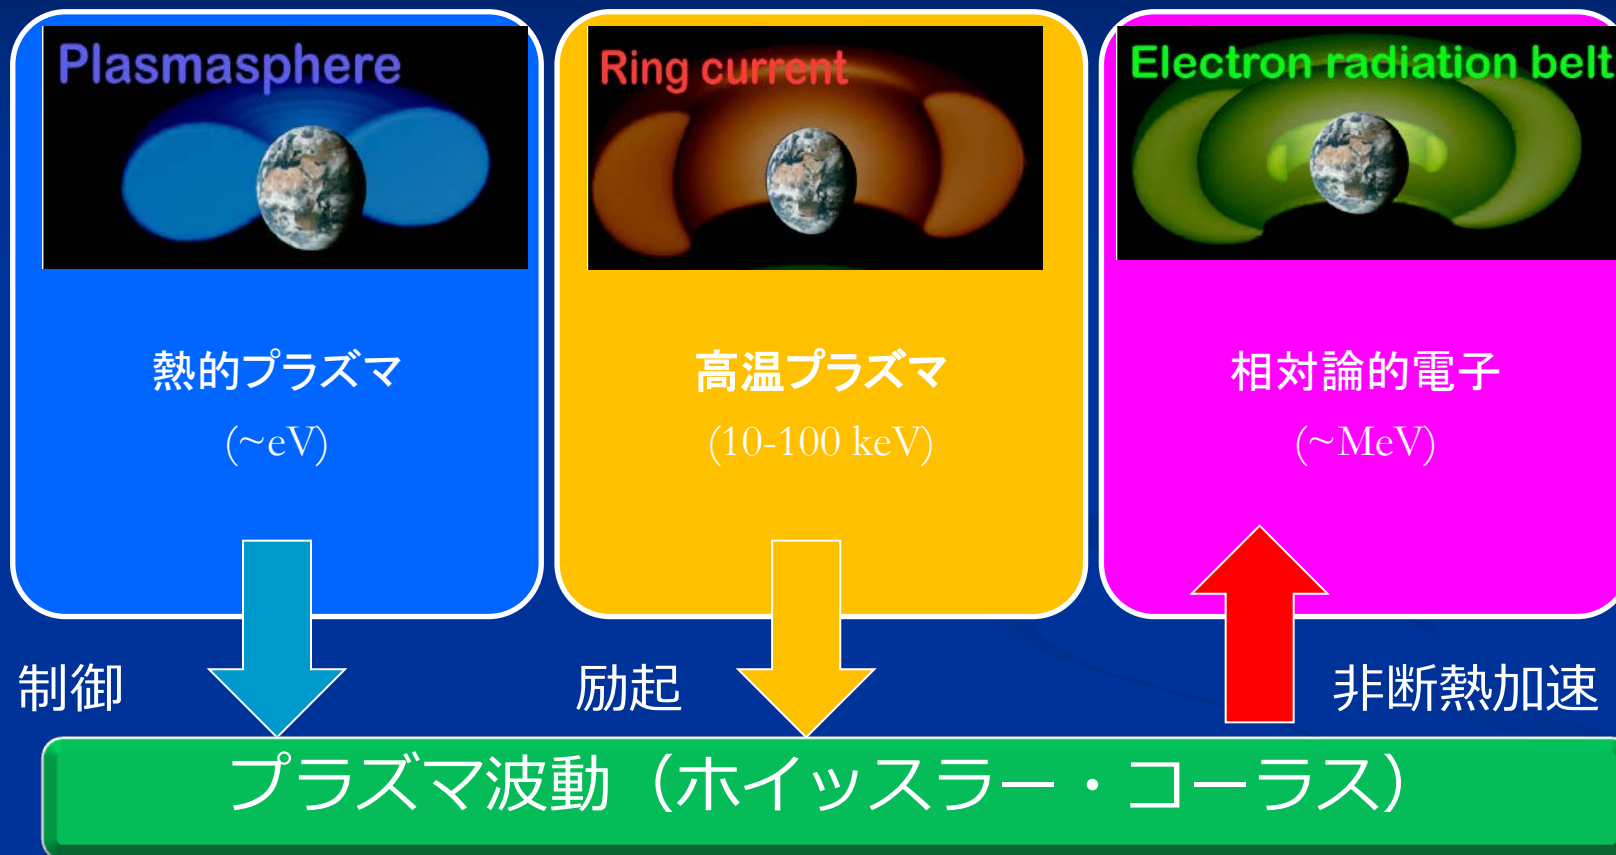 Plasmasphere
熱的プラズマ
(~eV)
Ring current
高温プラズマ
(10-100 keV)
Electron radiation belt
相対論的電子
(~MeV)
制御
励起
非断熱加速
プラズマ波動（ホイッスラー・コーラス）